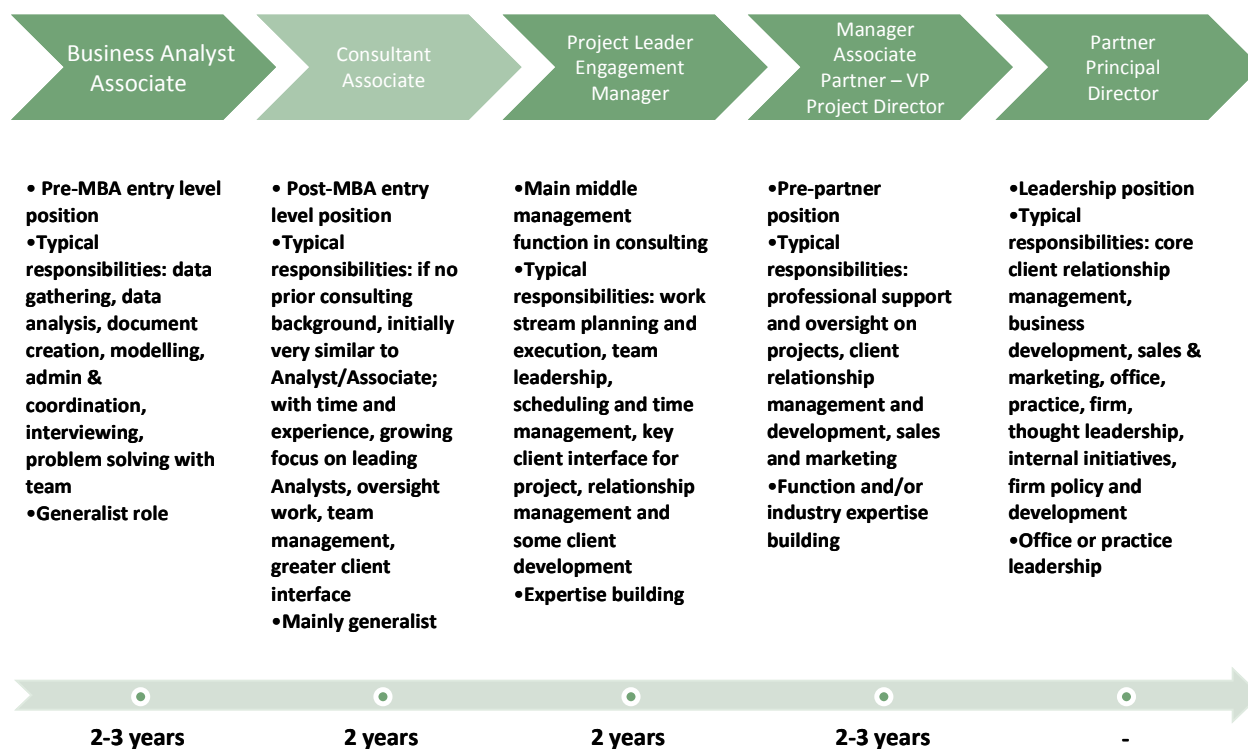 Business Analyst
Associate
Consultant
Associate
Project Leader
Engagement
Manager
Manager
Associate
Partner – VP
Project Director
Partner
Principal
Director
• Pre-MBA entry level
position
•Typical
responsibilities: data
gathering, data
analysis, document
creation, modelling,
admin &
coordination,
interviewing,
problem solving with
team
•Generalist role
• Post-MBA entry
level position
•Typical
responsibilities: if no
prior consulting
background, initially
very similar to
Analyst/Associate;
with time and
experience, growing
focus on leading
Analysts, oversight
work, team
management,
greater client
interface
•Mainly generalist
•Main middle
management
function in consulting
•Typical
responsibilities: work
stream planning and
execution, team
leadership,
scheduling and time
management, key
client interface for
project, relationship
management and
some client
development
•Expertise building
•Pre-partner
position
•Typical
responsibilities:
professional support
and oversight on
projects, client
relationship
management and
development, sales
and marketing
•Function and/or
industry expertise
building
•Leadership position
•Typical
responsibilities: core
client relationship
management,
business
development, sales &
marketing, office,
practice, firm,
thought leadership,
internal initiatives,
firm policy and
development
•Office or practice
leadership
2-3 years
2 years
2 years
2-3 years
-